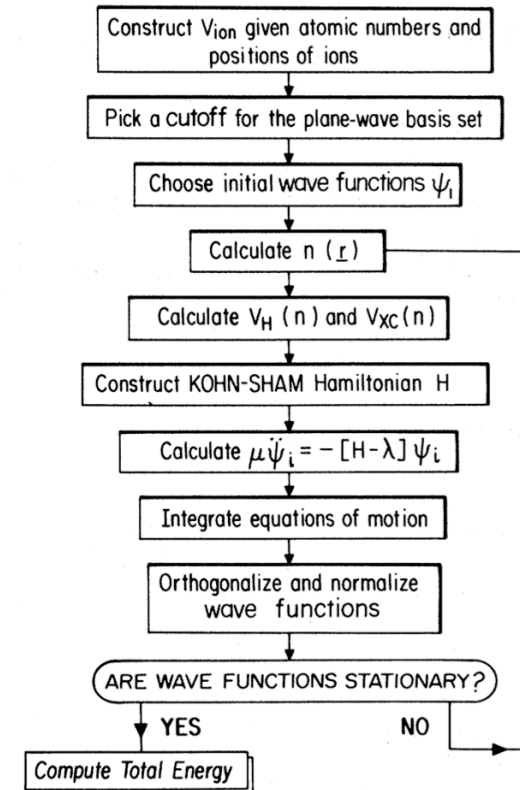 Construct V_ion given atomic numbers and
positions of ions
Pick a cutoff for the plane-wave basis set
Choose initial wave functions ψ_i
Calculate n (r)
Calculate V_H (n) and V_XC (n)
Construct KOHN-SHAM Hamiltonian H
Calculate μψ̈_i = - [H-λ] ψ_i
Integrate equations of motion
Orthogonalize and normalize
wave functions
ARE WAVE FUNCTIONS STATIONARY?
YES
NO
Compute Total Energy